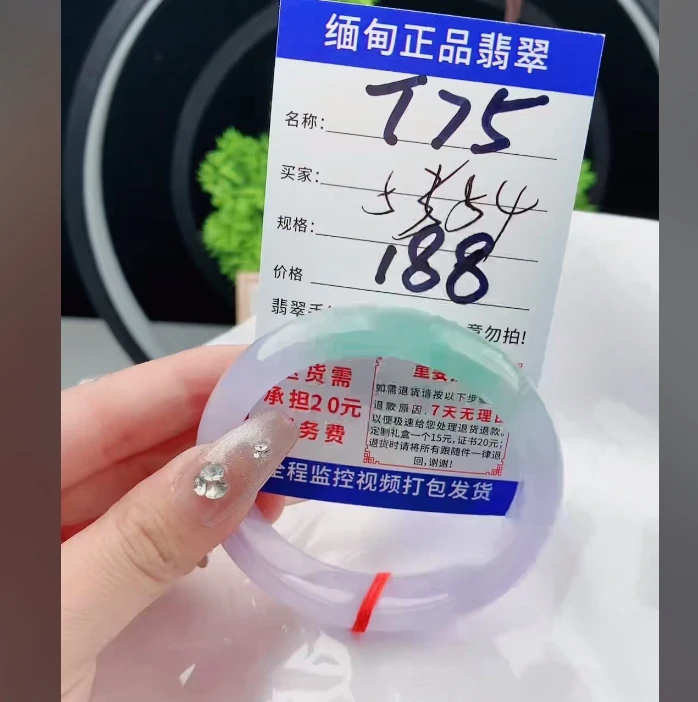 缅甸正品翡翠
名称: T75
买家:
规格:
价格 188
翡翠手 意勿拍!
货需
承担20元
务费
重要
如需退货请按以下步
退款原因.7天无理由
以便极速给您处理退货退款。
定制礼盒一个15元,证书20元;
退货时请将所有跟随件一律退
回,谢谢!
全程监控视频打包发货